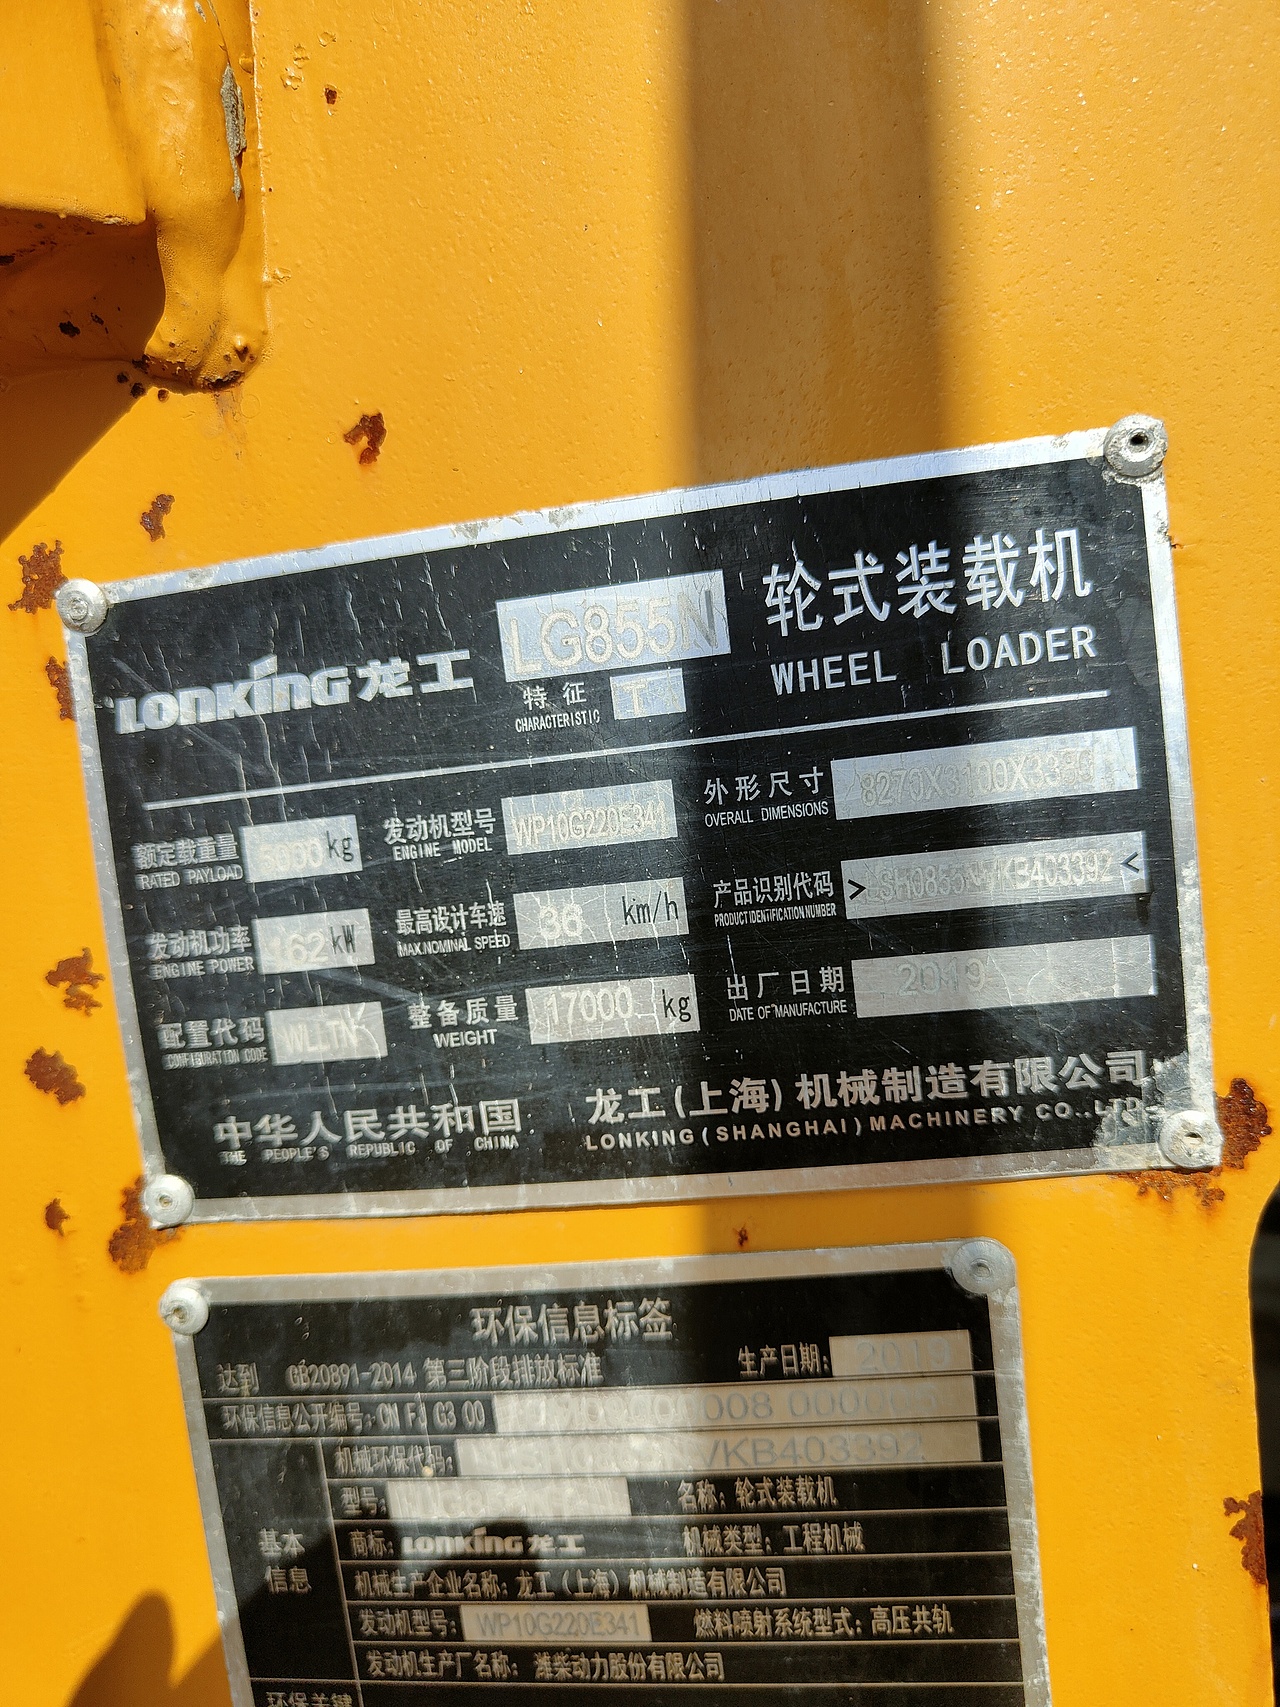 LONKING 龙工
LG855N
特征
CHARACTERISTIC
T
轮式装载机
WHEEL LOADER
额定载重量
RATED PAYLOAD
kg
发动机型号
ENGINE MODEL
WP10G220E341
外形尺寸
OVERALL DIMENSIONS
发动机功率
ENGINE POWER
162 kW
最高设计车速
MAX.NOMINAL SPEED
36 km/h
产品识别代码
PRODUCT IDENTIFICATION NUMBER
配置代码
CONFIGURATION CODE
WLLTN
整备质量
WEIGHT
17000 kg
出厂日期
DATE OF MANUFACTURE
2019
中华人民共和国
THE PEOPLE'S REPUBLIC OF CHINA
龙工(上海)机械制造有限公司
LONKING(SHANGHAI)MACHINERY CO.,LTD.
环保信息标签
达到 GB20891-2014 第三阶段排放标准 生产日期: 2019
环保信息公开编号: CN FJ G3 00
机械环保代码:
型号: 名称: 轮式装载机
基本信息
商标: LONKING 龙工 机械类型: 工程机械
机械生产企业名称: 龙工(上海)机械制造有限公司
发动机型号: WP10G220E341 燃料喷射系统型式: 高压共轨
发动机生产厂名称: 潍柴动力股份有限公司
环保关键